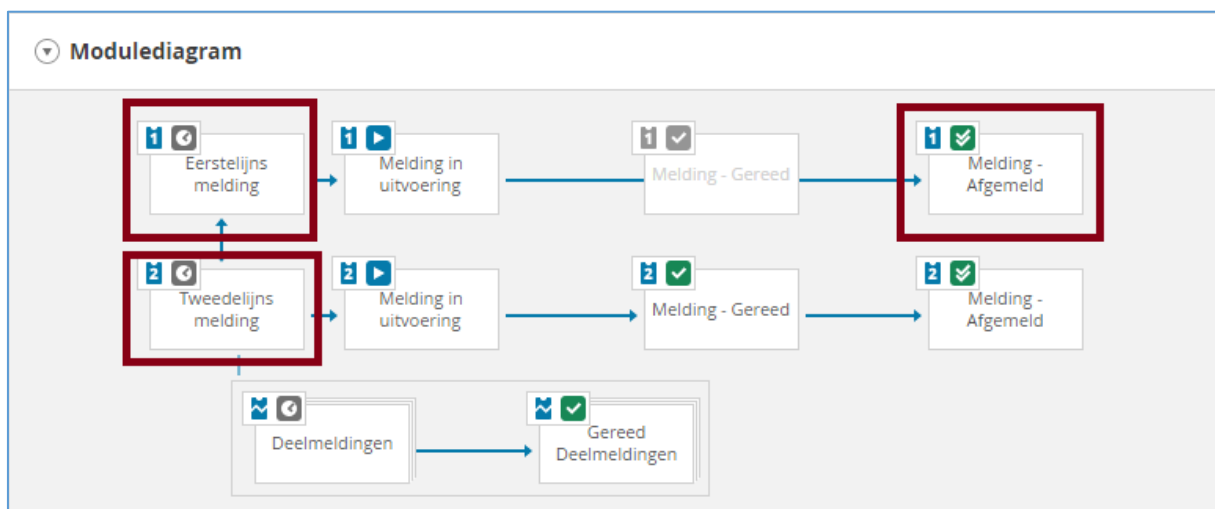 Modulediagram
1
Eerstelijns
melding
1
Melding in
uitvoering
1
Melding - Gereed
1
Melding -
Afgemeld
2
Tweedelijns
melding
2
Melding in
uitvoering
2
Melding - Gereed
2
Melding -
Afgemeld
Deelmeldingen
Gereed
Deelmeldingen